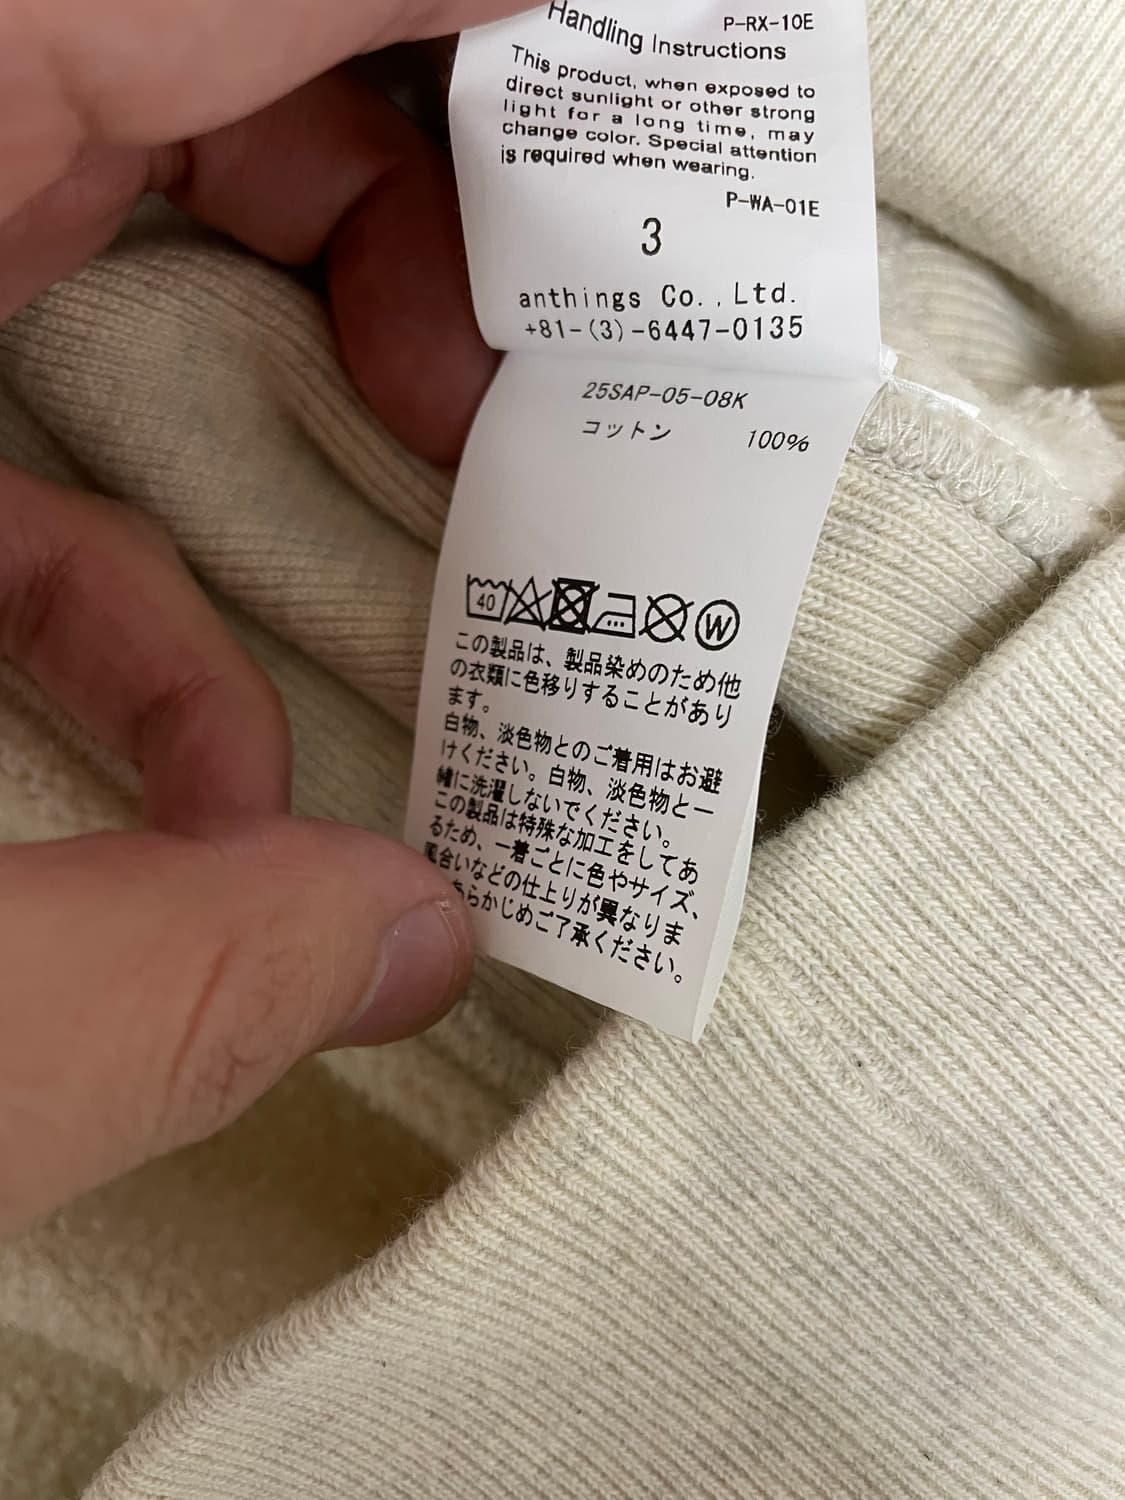 P-RX-10E
Handling Instructions
This product, when exposed to
direct sunlight or other strong
light for a long time, may
change color. Special attention
is required when wearing.
P-WA-01E
3
anthings Co.,Ltd.
+81-(3)-6447-0135
25SAP-05-08K
コットン 100%
40
W
この製品は、製品染めのため他
の衣類に色移りすることがあり
ます。
白物、淡色物とのご着用はお避
けください。白物、淡色物と一
緒に洗濯しないでください。
この製品は特殊な加工をしてあ
るため、一着ごとに色やサイズ、
風合いなどの仕上りが異なりま
あらかじめご了承ください。